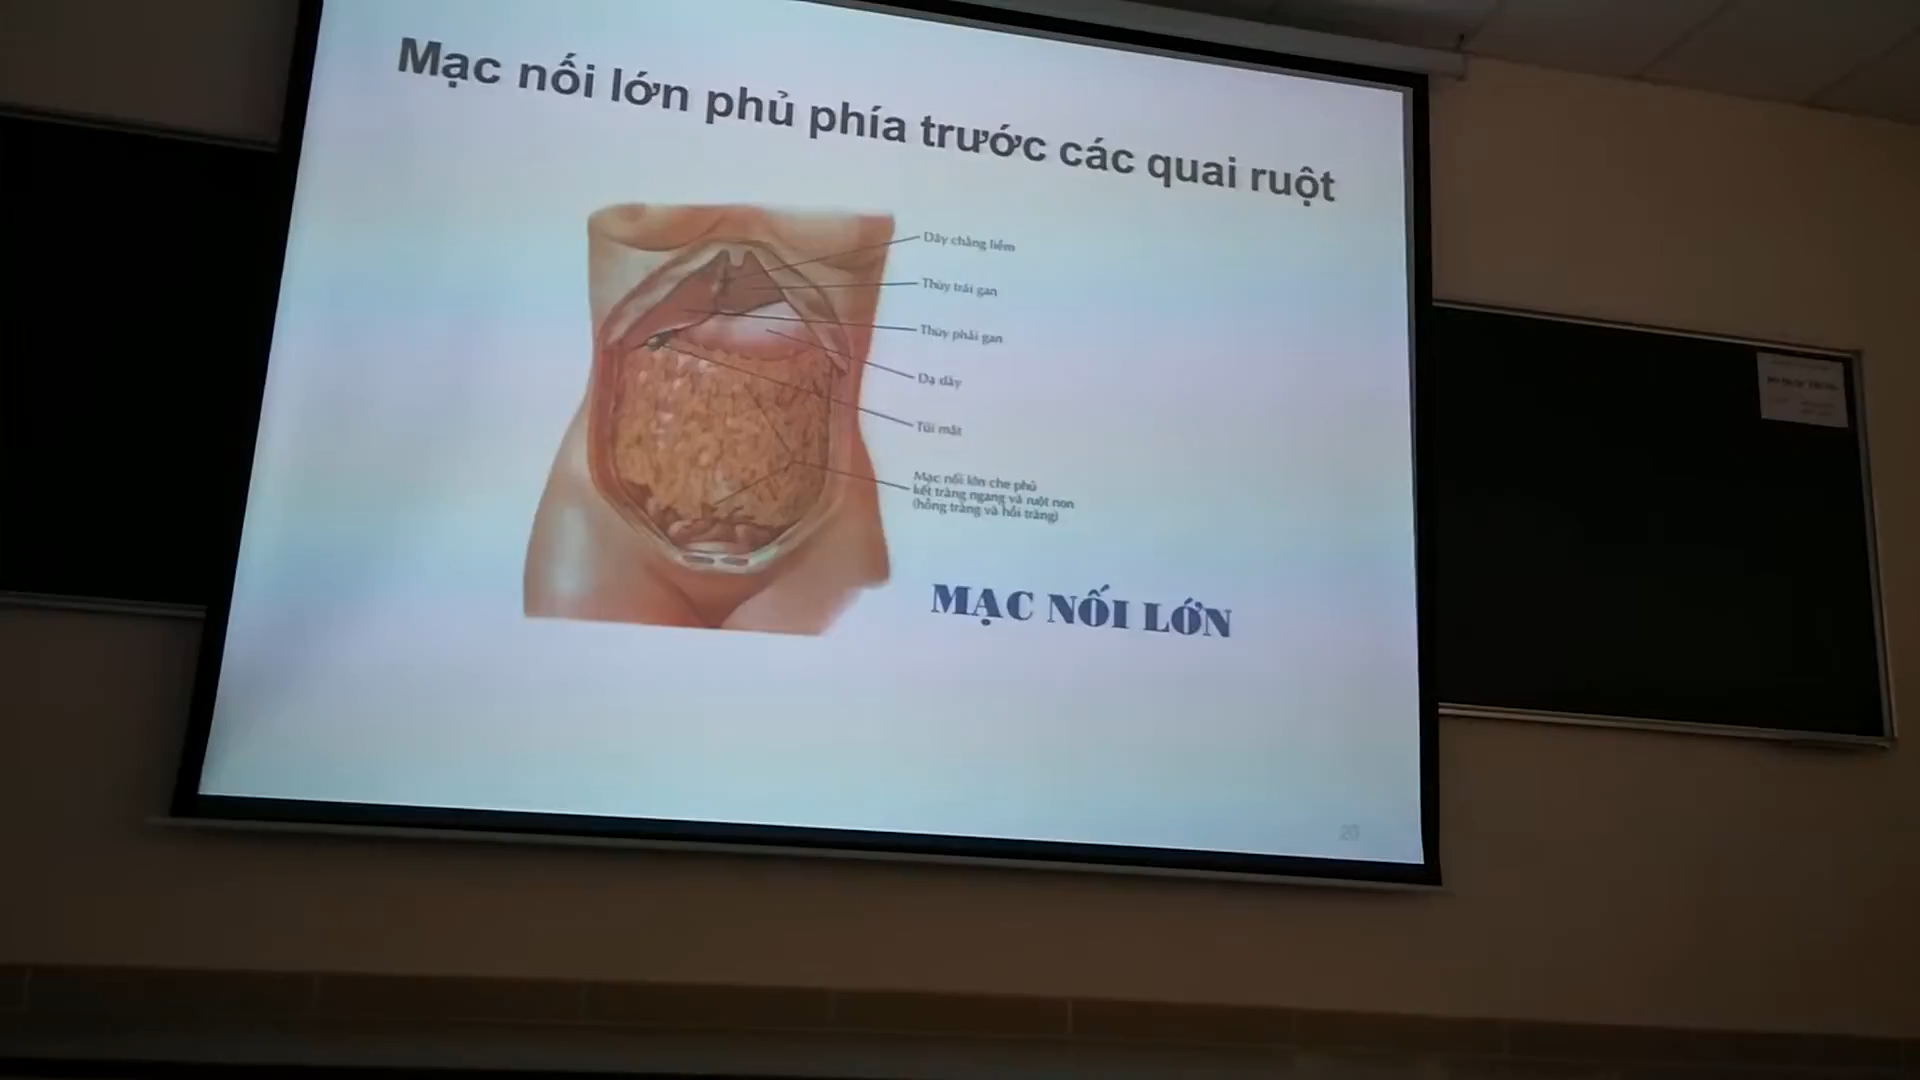 Mạc nối lớn phủ phía trước các quai ruột
Dây chằng liềm
Thùy trái gan
Thùy phải gan
Dạ dày
Túi mật
Mạc nối lớn che phủ
kết tràng ngang và ruột non
(hỗng tràng và hồi tràng)
MẠC NỐI LỚN
20